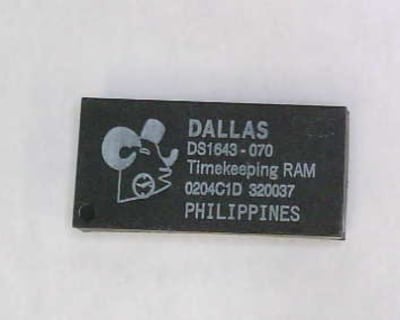 DALLAS
DS1643-070
Timekeeping RAM
0204C1D 320037
PHILIPPINES